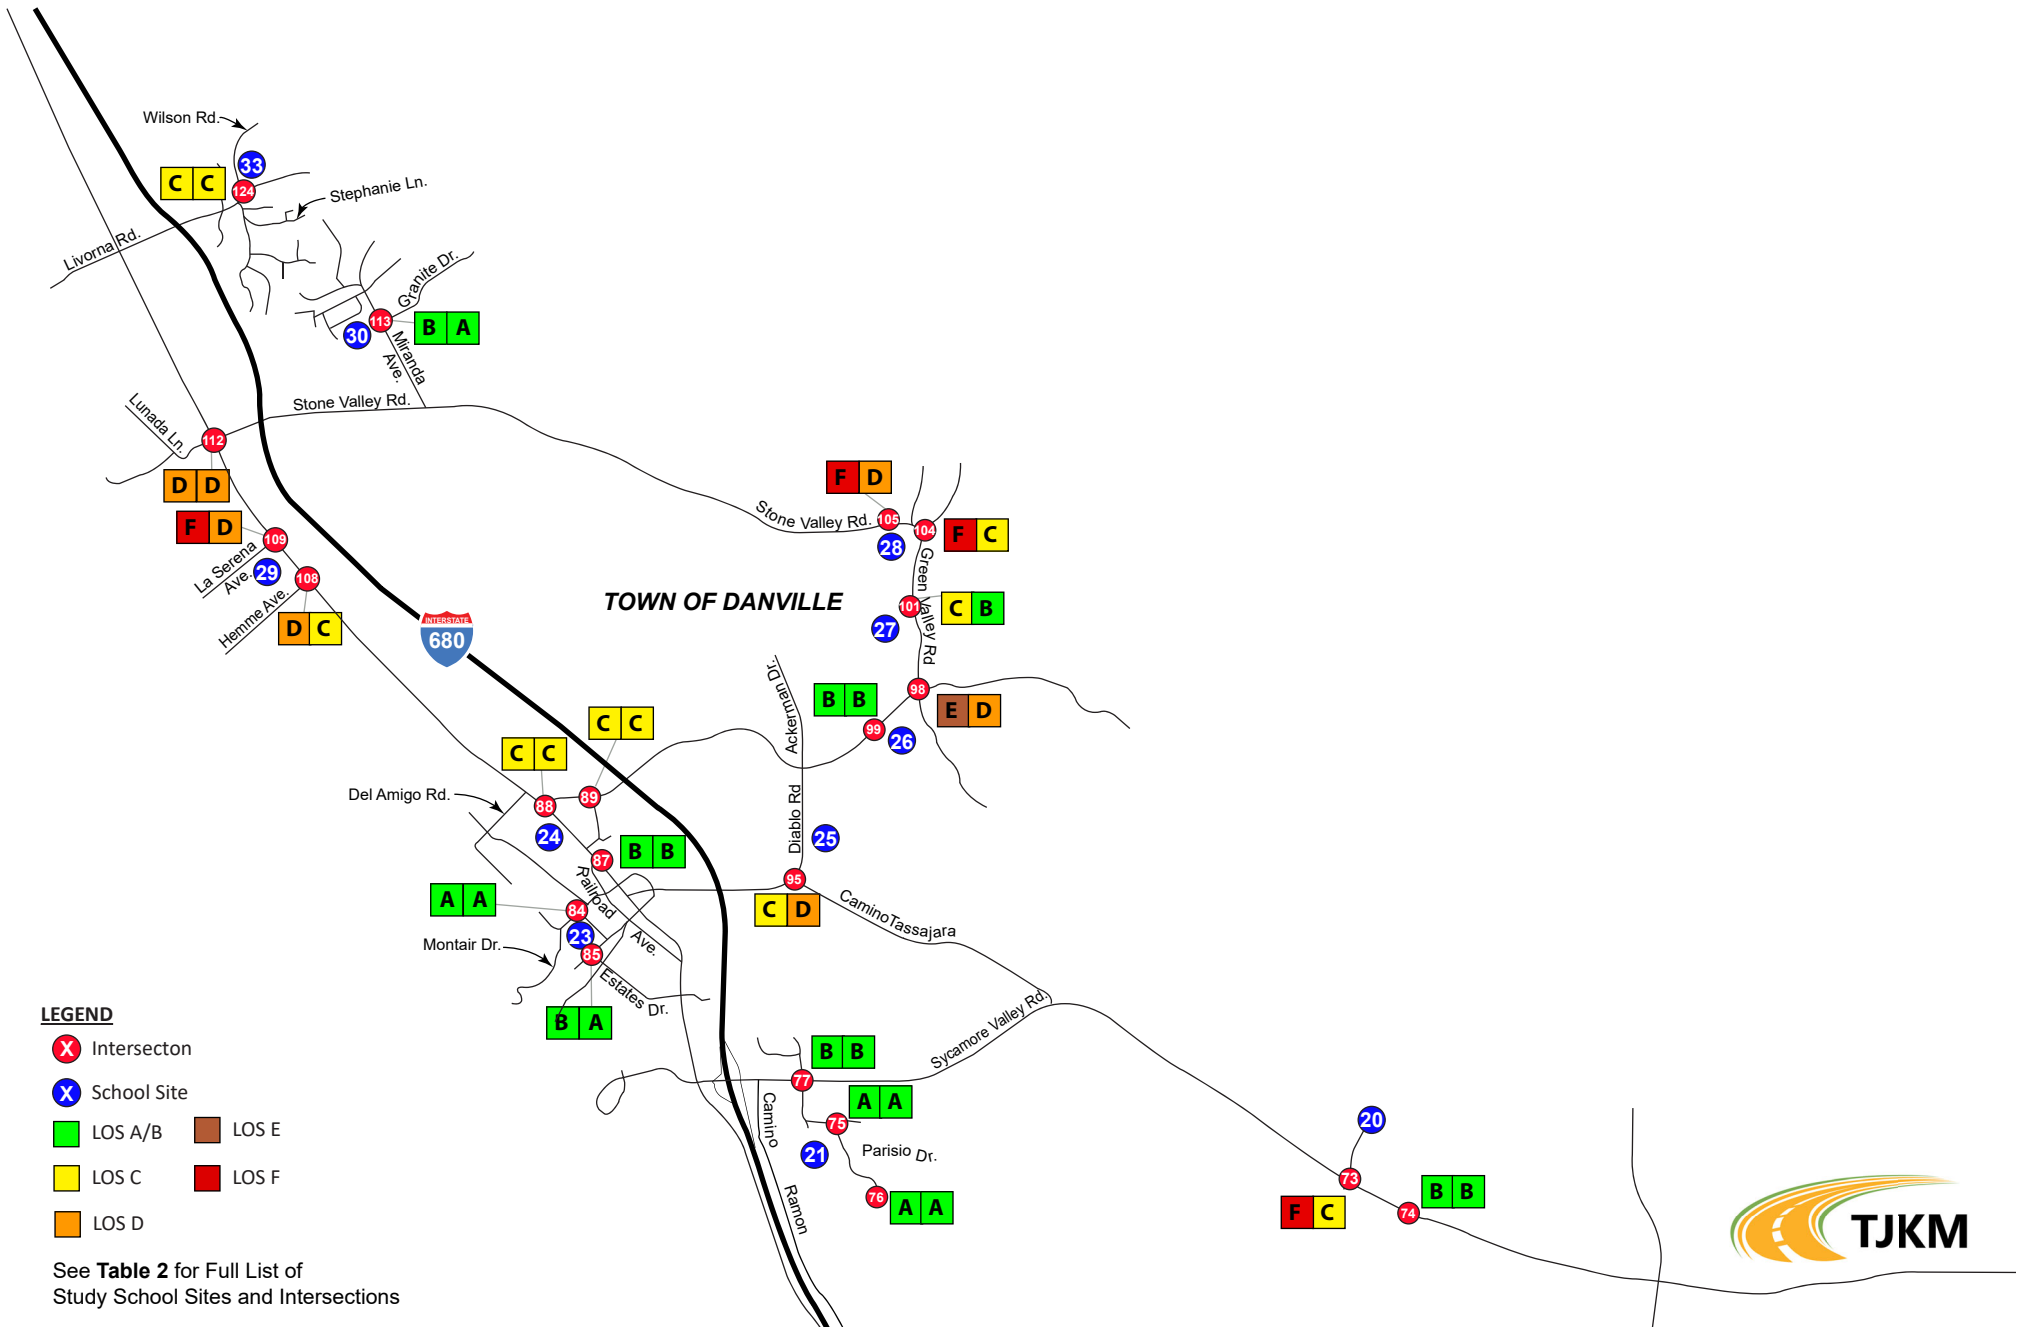 Wilson Rd.
33
C C
124
Stephanie Ln.
Livorna Rd.
Granite Dr.
113
B A
30
Miranda
Ave.
Lunada Ln.
Stone Valley Rd.
112
D D
F D
109
La Serena
Ave.
29
108
Hemme Ave.
D C
INTERSTATE
680
TOWN OF DANVILLE
F D
Stone Valley Rd.
105
104
F C
28
Green Valley Rd
101
C B
27
98
E D
B B
99
26
Ackerman Dr.
Diablo Rd
25
95
C D
CaminoTassajara
C C
C C
88
89
Del Amigo Rd.
24
87
B B
Railroad
Ave.
A A
84
23
Montair Dr.
85
Estates Dr.
B A
Sycamore Valley Rd.
B B
77
A A
75
Camino
Ramon
21
Parisio Dr.
76
A A
20
73
F C
74
B B
LEGEND
X Intersecton
X School Site
LOS A/B LOS E
LOS C LOS F
LOS D
See Table 2 for Full List of
Study School Sites and Intersections
TJKM